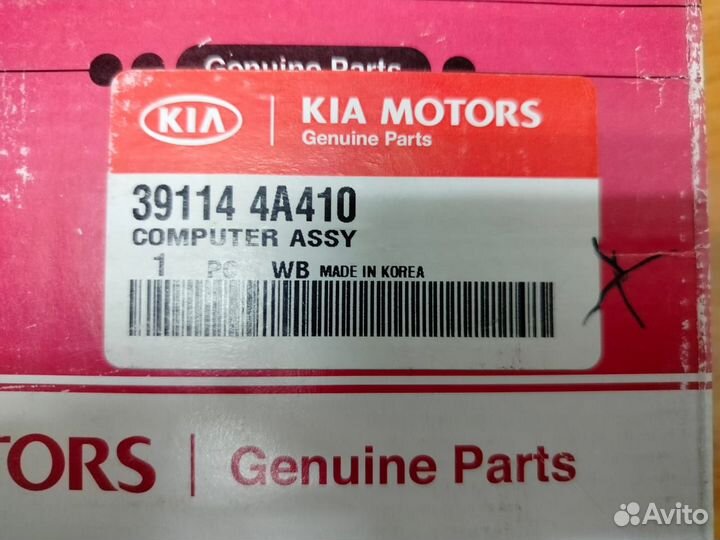 Genuine Parts
KIA
KIA MOTORS
Genuine Parts
39114 4A410
COMPUTER ASSY
1 PC WB MADE IN KOREA
TORS
Genuine Parts
Avito